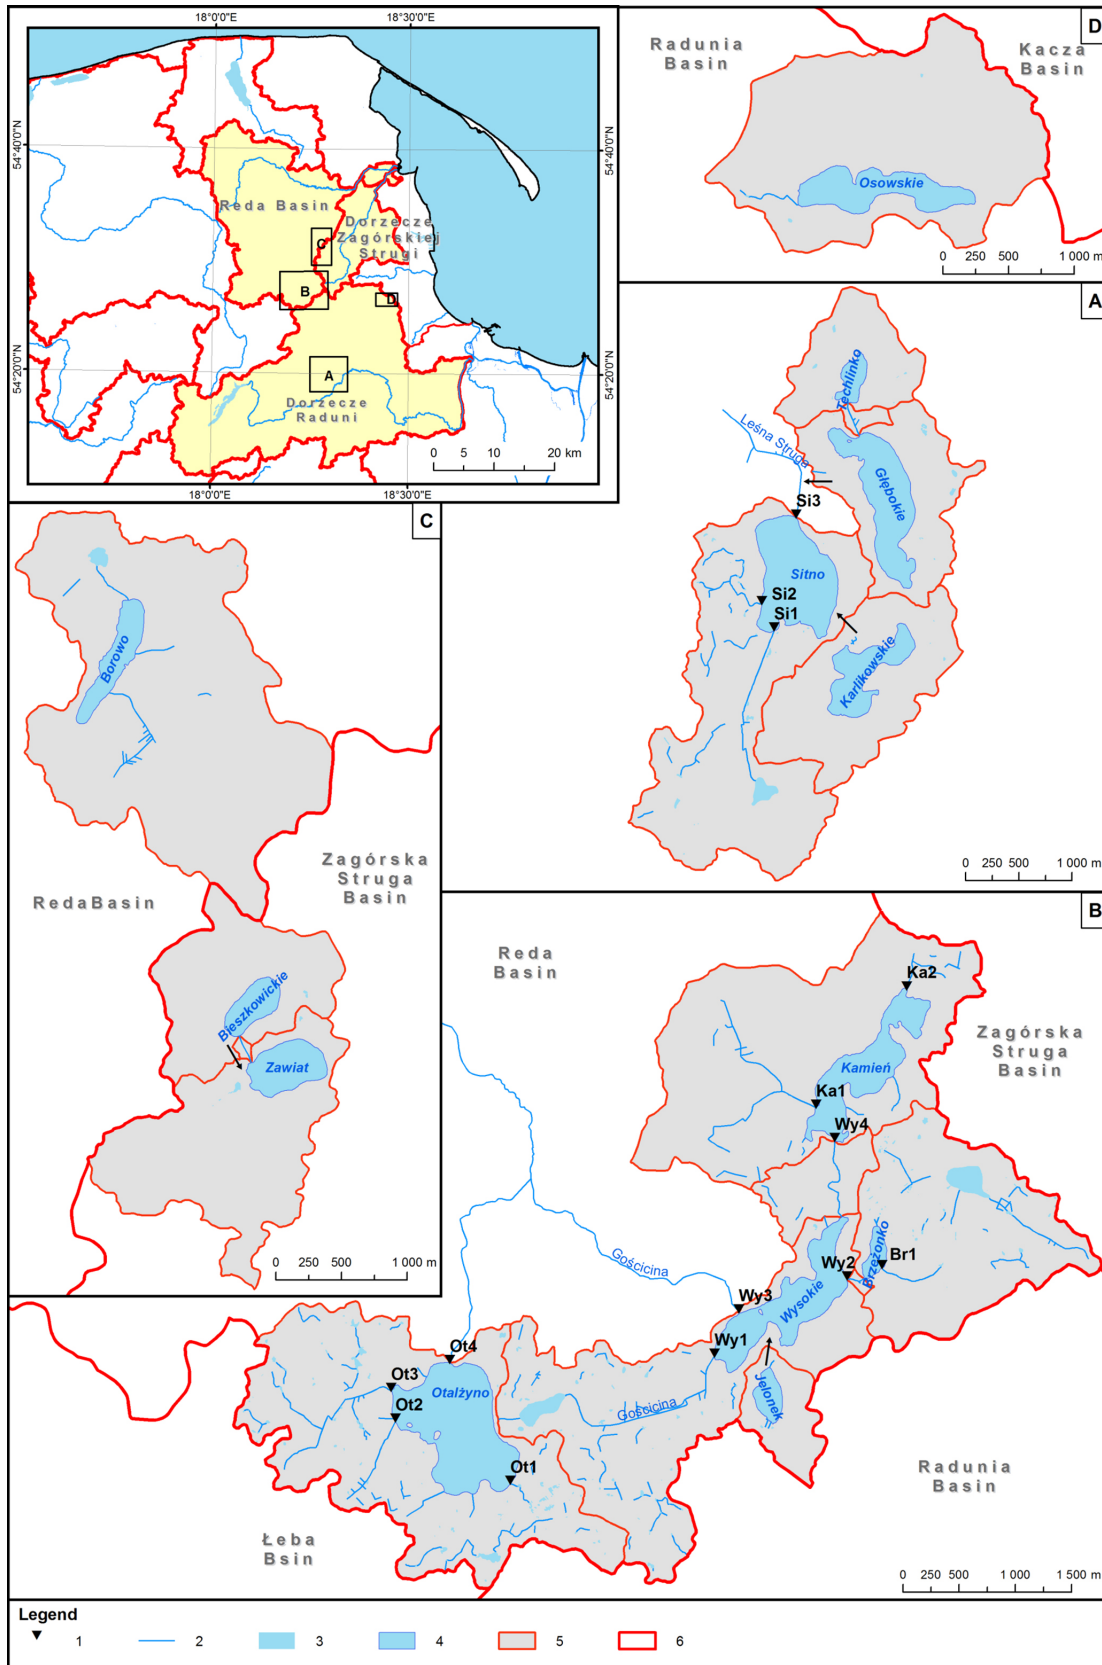 18°0'0"E
18°30'0"E
54°40'0"N
54°40'0"N
Reda Basin
Dorzecze
Zagórskiej
Strugi
C
B
D
54°20'0"N
54°20'0"N
A
Dorzecze
Raduni
0 5 10 20 km
18°0'0"E
18°30'0"E
D
Radunia
Basin
Kacza
Basin
Osowskie
0 250 500 1 000 m
A
Techlinko
Leśna Struga
Głębokie
Si3
Sitno
Si2
Si1
Karlikowskie
0 250 500 1 000 m
C
Borowo
Zagórska
Struga
Basin
RedaBasin
Bieszkowickie
Zawiat
0 250 500 1 000 m
B
Reda
Basin
Ka2
Zagórska
Struga
Basin
Kamień
Ka1
Wy4
Gościcina
Brzeżonko
Br1
Wy2
Wysokie
Wy3
Wy1
Jelonek
Ot4
Ot3
Otalżyno
Ot2
Gościcina
Ot1
Radunia
Basin
Łeba
Bsin
0 250 500 1 000 1 500 m
Legend
1 2 3 4 5 6